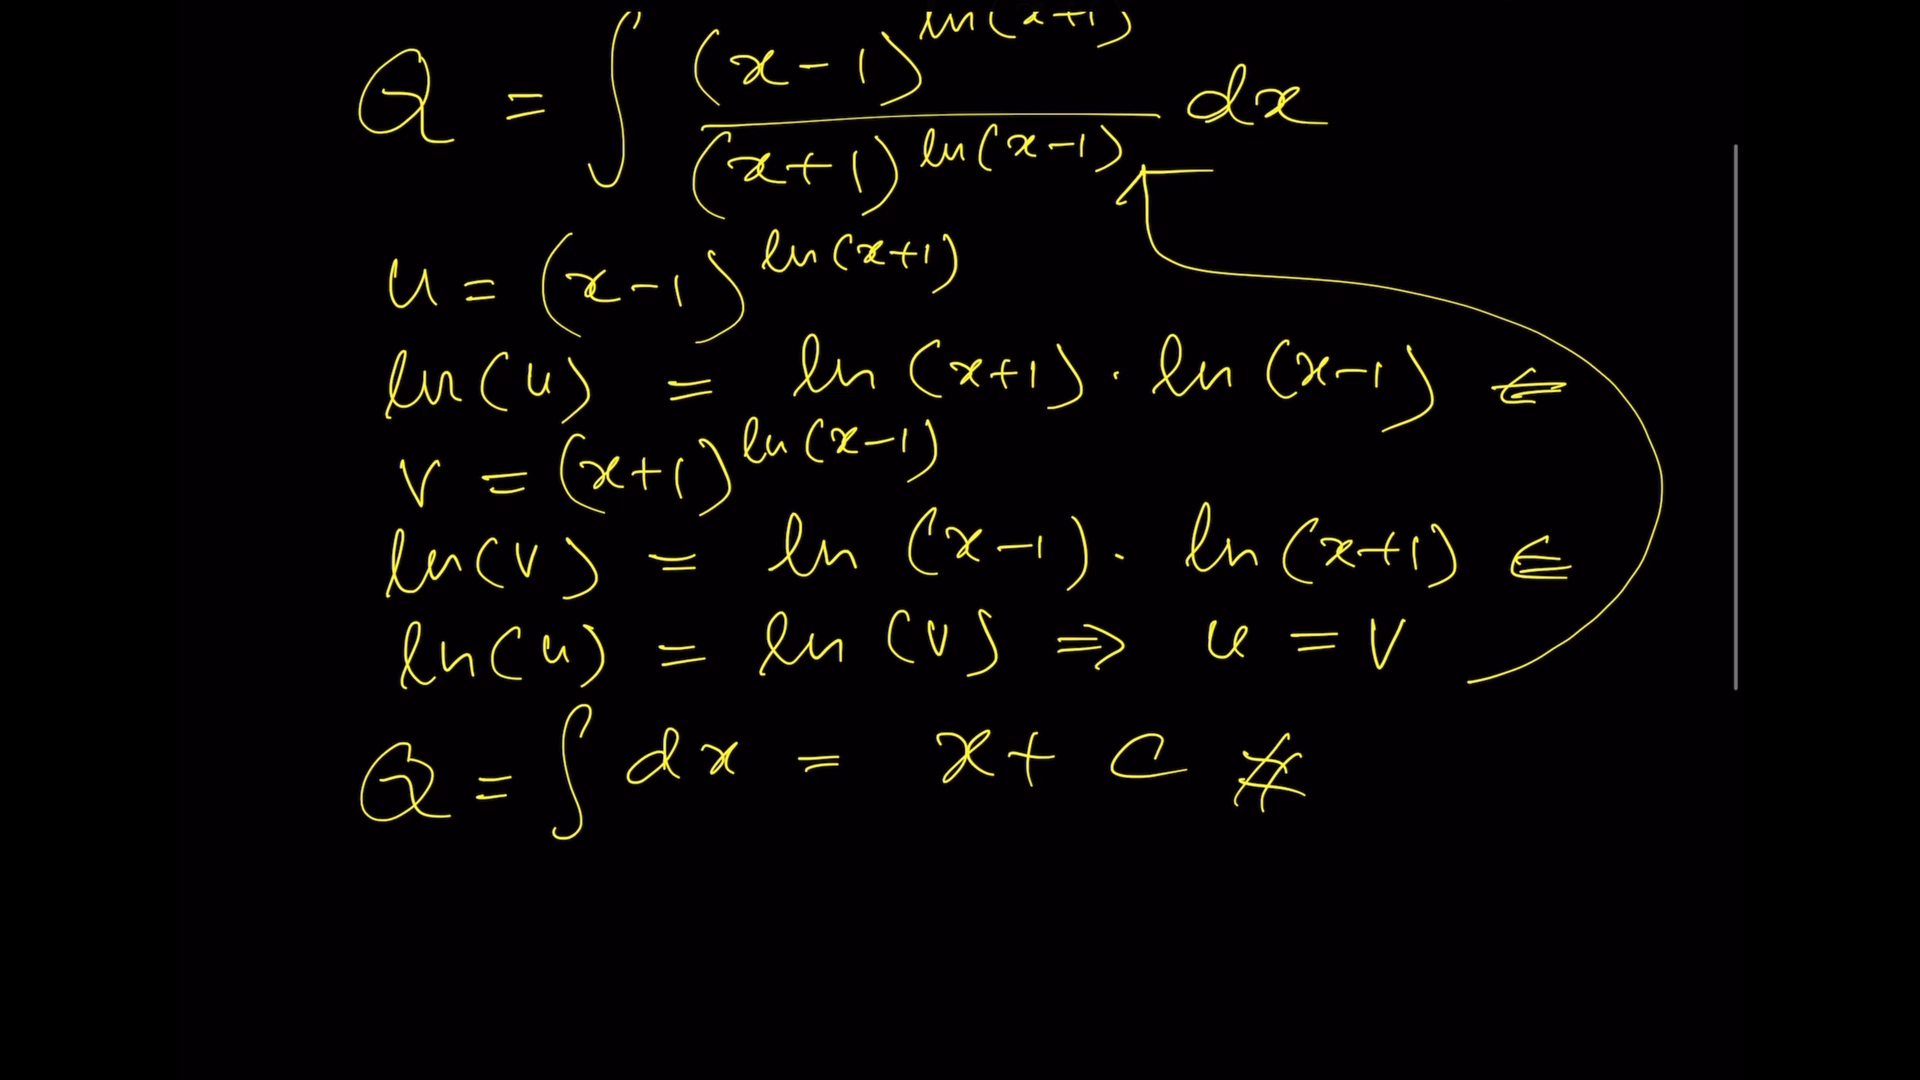 Q = ∫ (x-1)^ln(x+1) / (x+1)^ln(x-1) dx
u = (x-1)^ln(x+1)
ln(u) = ln(x+1) · ln(x-1) ⇐
v = (x+1)^ln(x-1)
ln(v) = ln(x-1) · ln(x+1) ⇐
ln(u) = ln(v) ⇒ u = v
Q = ∫ dx = x + C #